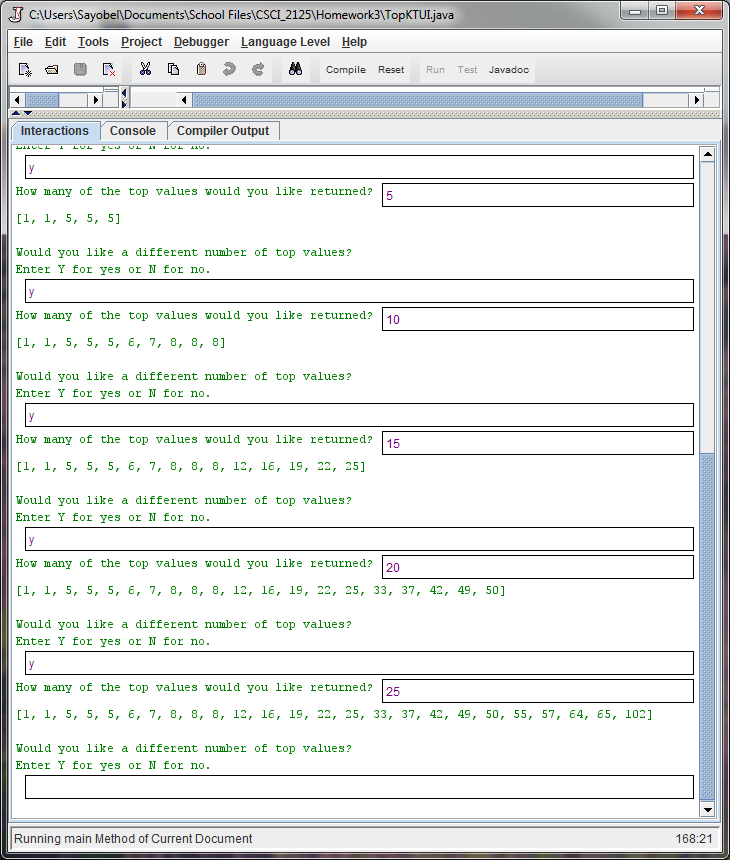 C:\Users\Sayobel\Documents\School Files\CSCI_2125\Homework3\TopKTUI.java
File Edit Tools Project Debugger Language Level Help
Compile Reset Run Test Javadoc
Interactions Console Compiler Output
Enter Y for yes or N for no.
y
How many of the top values would you like returned? 5
[1, 1, 5, 5, 5]
Would you like a different number of top values?
Enter Y for yes or N for no.
y
How many of the top values would you like returned? 10
[1, 1, 5, 5, 5, 6, 7, 8, 8, 8]
Would you like a different number of top values?
Enter Y for yes or N for no.
y
How many of the top values would you like returned? 15
[1, 1, 5, 5, 5, 6, 7, 8, 8, 8, 12, 16, 19, 22, 25]
Would you like a different number of top values?
Enter Y for yes or N for no.
y
How many of the top values would you like returned? 20
[1, 1, 5, 5, 5, 6, 7, 8, 8, 8, 12, 16, 19, 22, 25, 33, 37, 42, 49, 50]
Would you like a different number of top values?
Enter Y for yes or N for no.
y
How many of the top values would you like returned? 25
[1, 1, 5, 5, 5, 6, 7, 8, 8, 8, 12, 16, 19, 22, 25, 33, 37, 42, 49, 50, 55, 57, 64, 65, 102]
Would you like a different number of top values?
Enter Y for yes or N for no.
Running main Method of Current Document 168:21